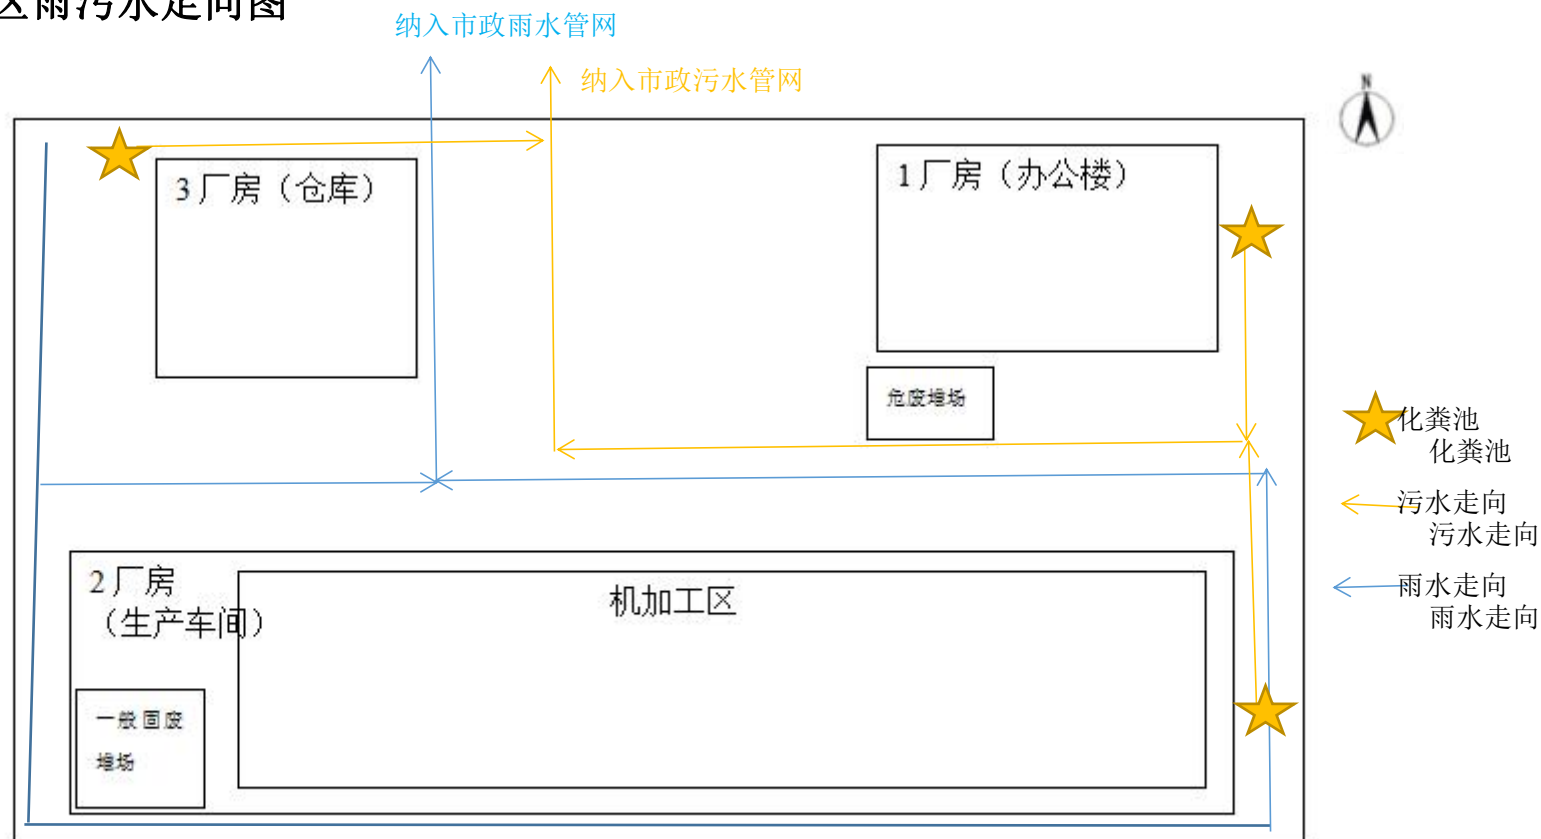 区雨污水走向图
纳入市政雨水管网
纳入市政污水管网
N
3厂房（仓库）
1厂房（办公楼）
危废堆场
化粪池
化粪池
污水走向
污水走向
雨水走向
雨水走向
2厂房
（生产车间）
机加工区
一般固废
堆场